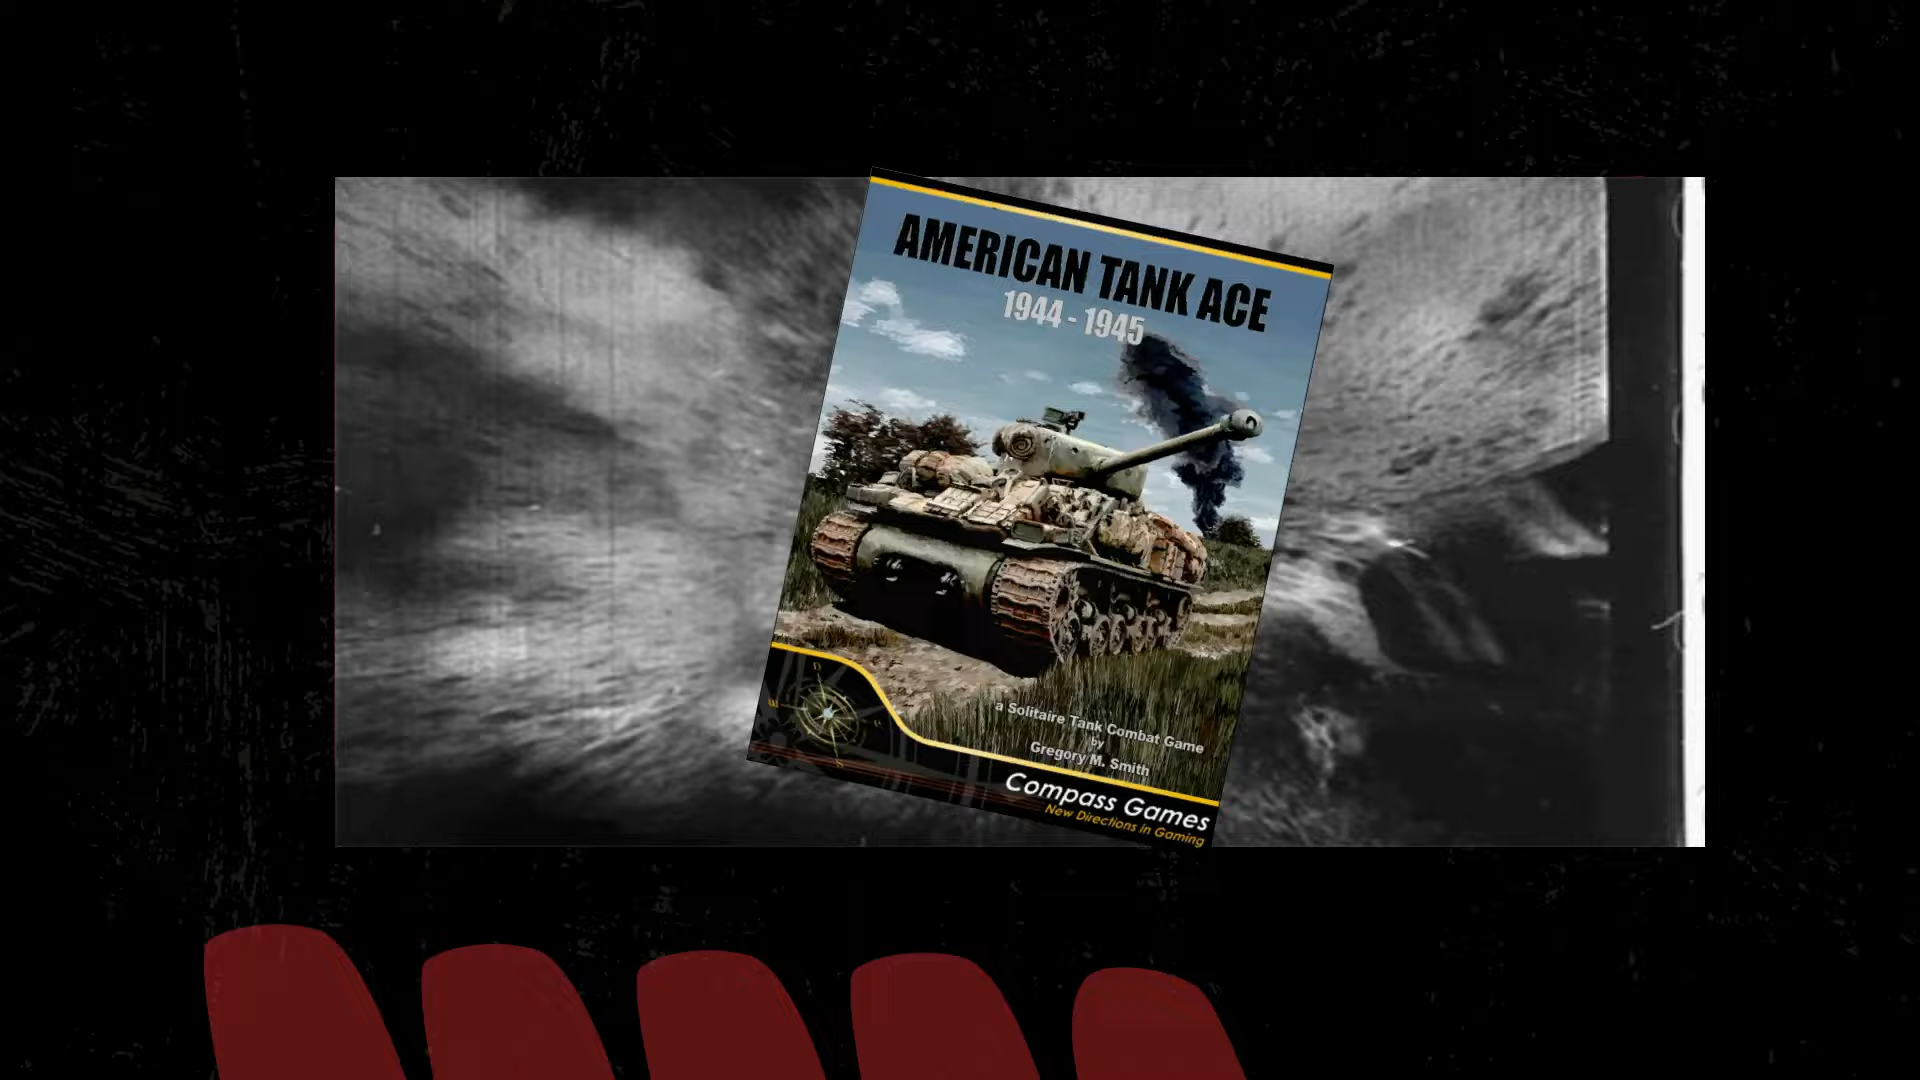 AMERICAN TANK ACE
1944 - 1945
a Solitaire Tank Combat Game
by
Gregory M. Smith
Compass Games
New Directions in Gaming